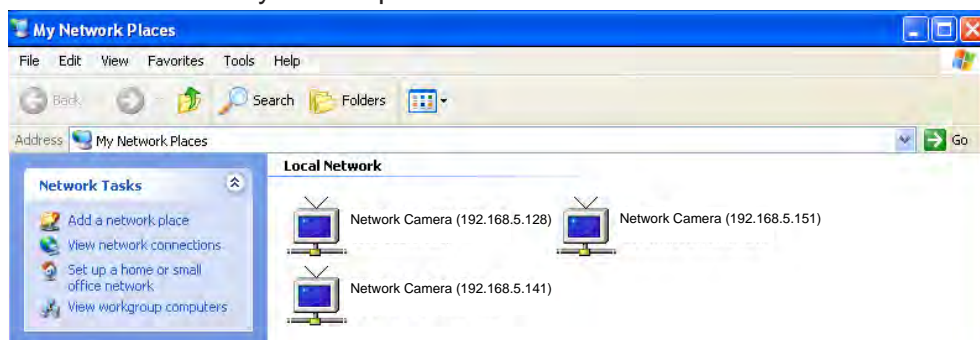 My Network Places
File Edit View Favorites Tools Help
Back Search Folders
Address My Network Places Go
Network Tasks
Add a network place
View network connections
Set up a home or small
office network
View workgroup computers
Local Network
Network Camera (192.168.5.128) Network Camera (192.168.5.151)
Network Camera (192.168.5.141)